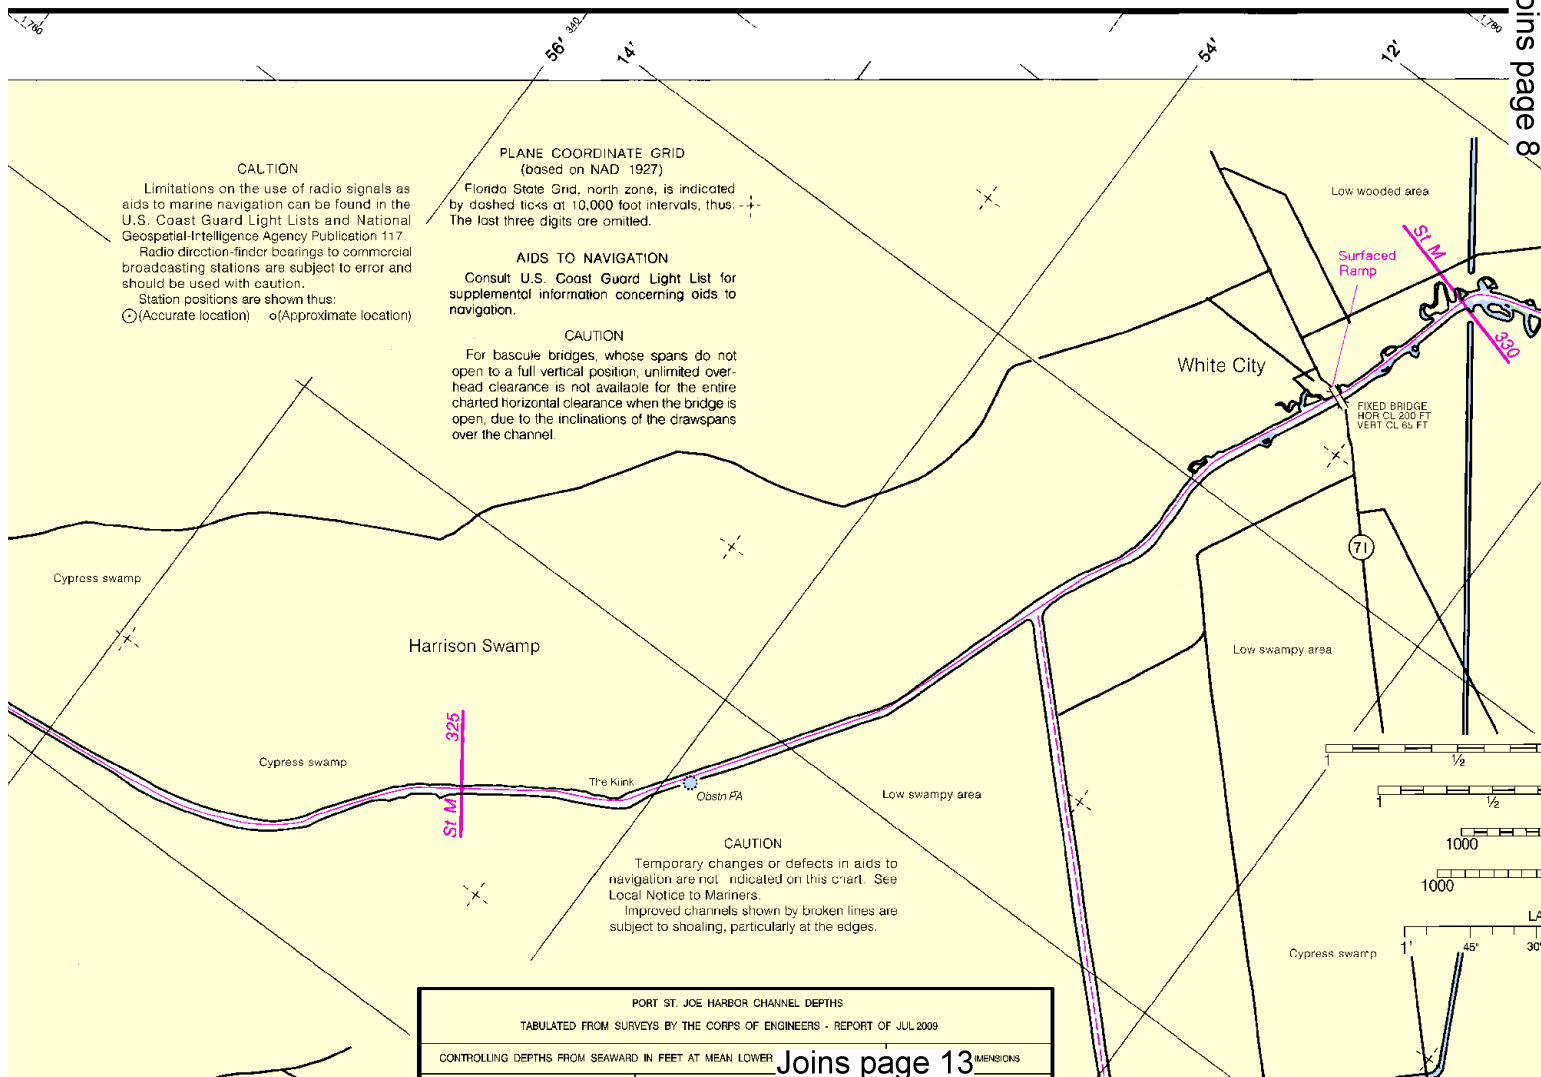 1,760
56'
340
14'
54'
12'
1,780
oins page 8
CAUTION
Limitations on the use of radio signals as
aids to marine navigation can be found in the
U.S. Coast Guard Light Lists and National
Geospatial-Intelligence Agency Publication 117.
Radio direction-finder bearings to commercial
broadcasting stations are subject to error and
should be used with caution.
Station positions are shown thus:
(Accurate location) o(Approximate location)
PLANE COORDINATE GRID
(based on NAD 1927)
Florida State Grid, north zone, is indicated
by dashed ticks at 10,000 foot intervals, thus:
The last three digits are omitted.
AIDS TO NAVIGATION
Consult U.S. Coast Guard Light List for
supplemental information concerning aids to
navigation.
CAUTION
For bascule bridges, whose spans do not
open to a full vertical position, unlimited over-
head clearance is not available for the entire
charted horizontal clearance when the bridge is
open, due to the inclinations of the drawspans
over the channel.
Low wooded area
St M
330
Surfaced
Ramp
White City
FIXED BRIDGE
HOR CL 200 FT
VERT CL 65 FT
71
Cypress swamp
Harrison Swamp
Low swampy area
325
St M
Cypress swamp
The Kink
Obstn PA
Low swampy area
1 ½
1 ½
1000
1000
LA
1' 45" 30"
Cypress swamp
CAUTION
Temporary changes or defects in aids to
navigation are not indicated on this chart. See
Local Notice to Mariners.
Improved channels shown by broken lines are
subject to shoaling, particularly at the edges.
PORT ST. JOE HARBOR CHANNEL DEPTHS
TABULATED FROM SURVEYS BY THE CORPS OF ENGINEERS - REPORT OF JUL 2009
CONTROLLING DEPTHS FROM SEAWARD IN FEET AT MEAN LOWER
IMENSIONS
Joins page 13